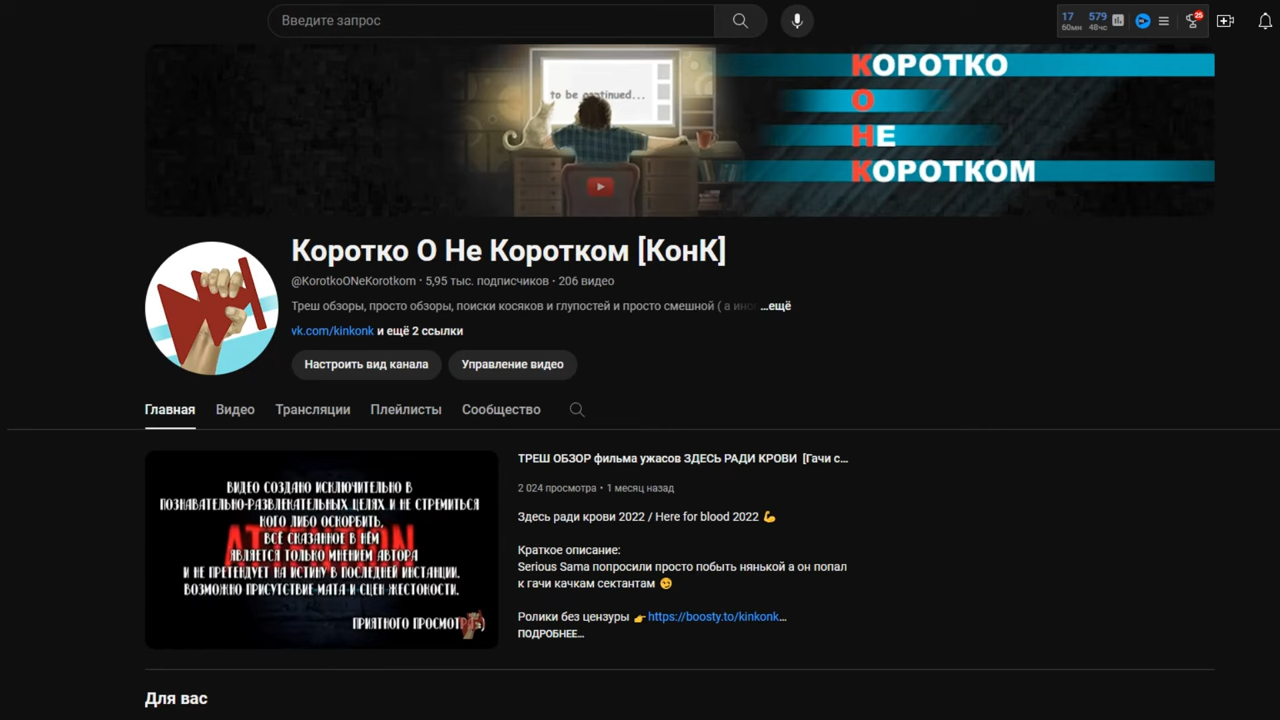 Введите запрос
17 579
60мн 48чс
25
to be continued...
КОРОТКО
О
НЕ
КОРОТКОМ
Коротко О Не Коротком [КонК]
@KorotkoONeKorotkom · 5,95 тыс. подписчиков · 206 видео
Треш обзоры, просто обзоры, поиски косяков и глупостей и просто смешной ( а ...ещё
vk.com/kinkonk и ещё 2 ссылки
Настроить вид канала Управление видео
Главная Видео Трансляции Плейлисты Сообщество
ВИДЕО СОЗДАНО ИСКЛЮЧИТЕЛЬНО В
ПОЗНАВАТЕЛЬНО-РАЗВЛЕКАТЕЛЬНЫХ ЦЕЛЯХ И НЕ СТРЕМИТЬСЯ
КОГО ЛИБО ОСКОРБИТЬ,
ВСЁ СКАЗАННОЕ В НЁМ
ATTENTION
ЯВЛЯЕТСЯ ТОЛЬКО МНЕНИЕМ АВТОРА
И НЕ ПРЕТЕНДУЕТ НА ИСТИНУ В ПОСЛЕДНЕЙ ИНСТАНЦИИ.
ВОЗМОЖНО ПРИСУТСТВИЕ МАТА И СЦЕН ЖЕСТОКОСТИ.
ПРИЯТНОГО ПРОСМОТРА :)
ТРЕШ ОБЗОР фильма ужасов ЗДЕСЬ РАДИ КРОВИ [Гачи с...
2 024 просмотра · 1 месяц назад
Здесь ради крови 2022 / Here for blood 2022 💪
Краткое описание:
Serious Sama попросили просто побыть нянькой а он попал
к гачи качкам сектантам 😏
Ролики без цензуры 👉 https://boosty.to/kinkonk...
ПОДРОБНЕЕ...
Для вас